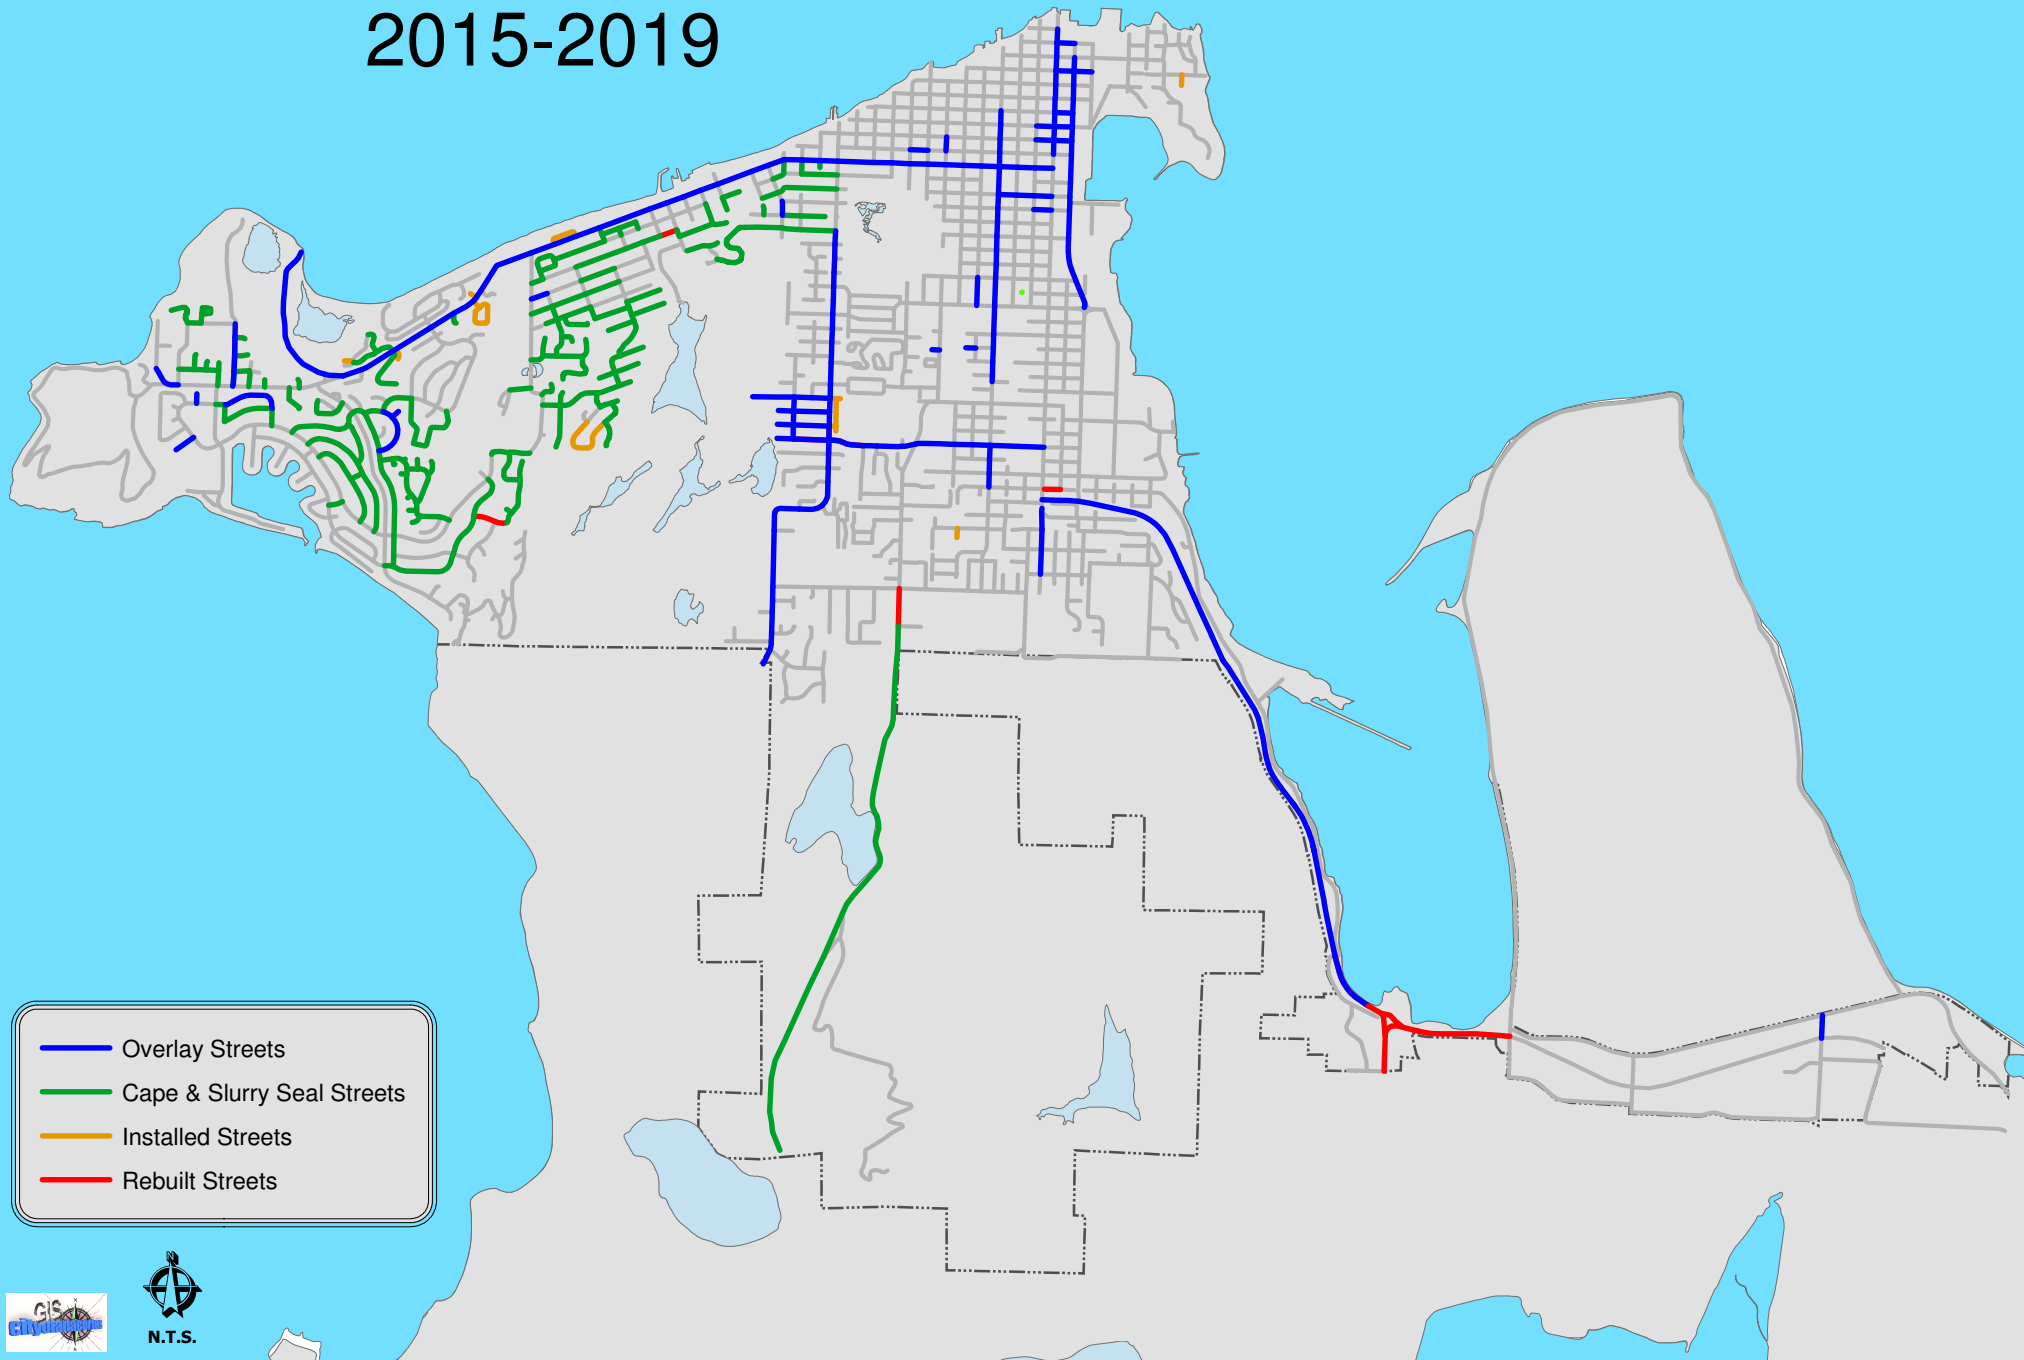 2015-2019
Overlay Streets
Cape & Slurry Seal Streets
Installed Streets
Rebuilt Streets
N
N.T.S.
GIS